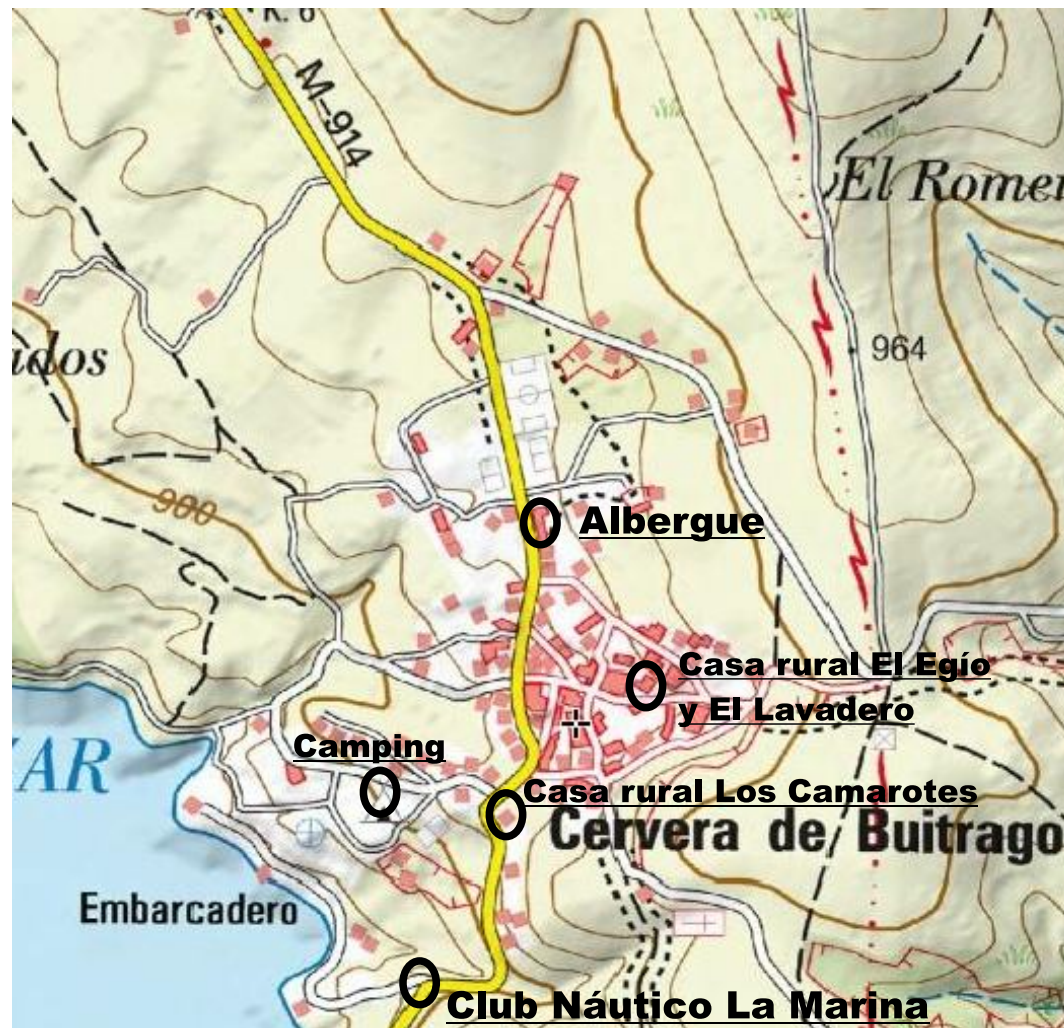 M-914
El Romer
ados
964
900
Albergue
Casa rural El Egío
y El Lavadero
AR
Camping
Casa rural Los Camarotes
Cervera de Buitrago
Embarcadero
Club Náutico La Marina